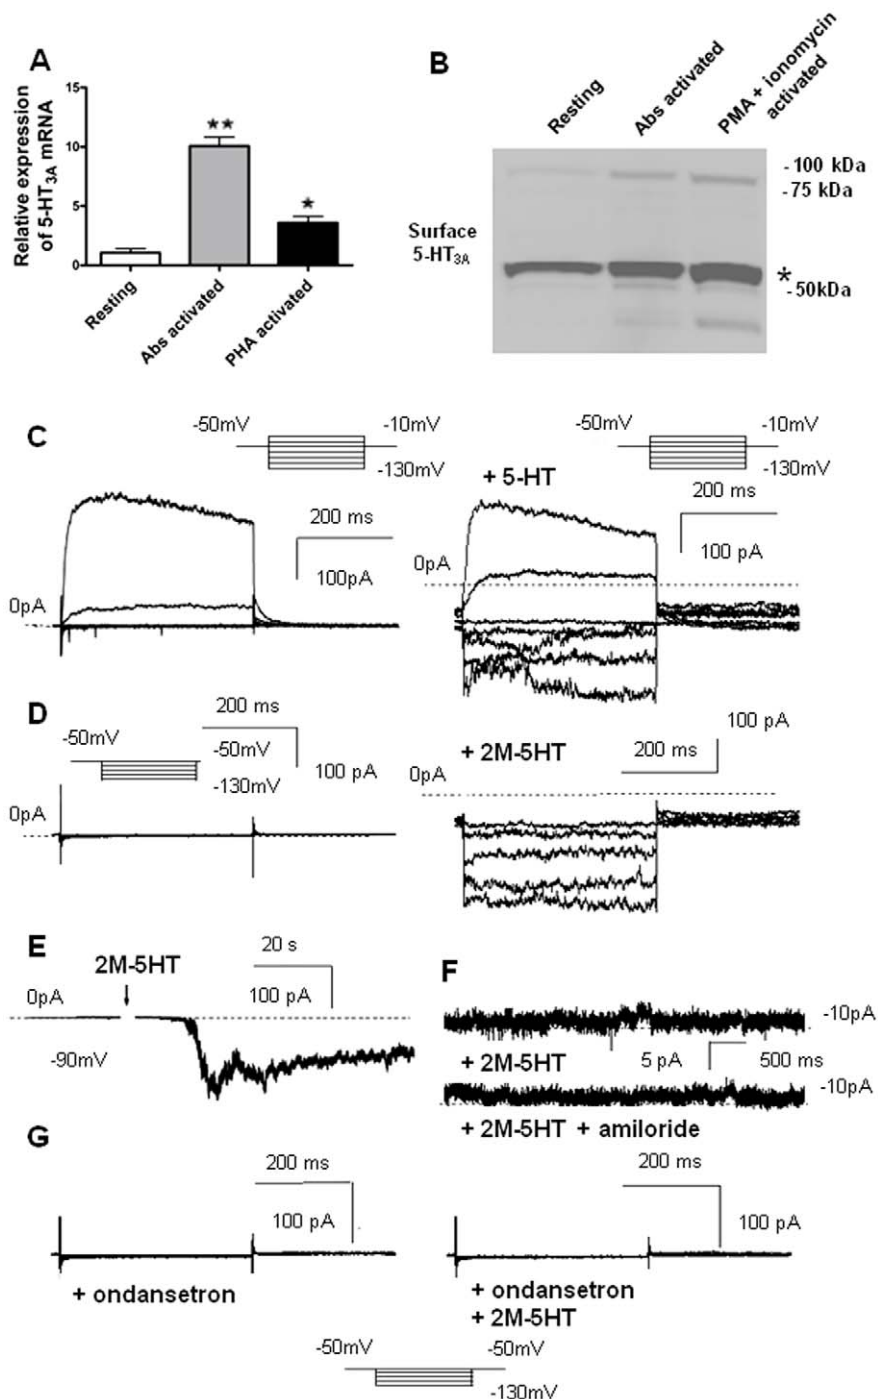 A
Relative expression
of 5-HT3A mRNA
15
10
5
0
**
*
Resting
Abs activated
PHA activated
B
Resting
Abs activated
PMA + ionomycin
activated
Surface
5-HT3A
-100 kDa
-75 kDa
*
-50kDa
C
-50mV
-10mV
-130mV
200 ms
100pA
0pA
+ 5-HT
-50mV
-10mV
-130mV
200 ms
100 pA
0pA
D
200 ms
-50mV
-50mV
-130mV
100 pA
0pA
+ 2M-5HT
100 pA
200 ms
0pA
E
2M-5HT
20 s
100 pA
0pA
-90mV
F
-10pA
+ 2M-5HT
5 pA
500 ms
-10pA
+ 2M-5HT + amiloride
G
200 ms
100 pA
+ ondansetron
200 ms
100 pA
+ ondansetron
+ 2M-5HT
-50mV
-50mV
-130mV